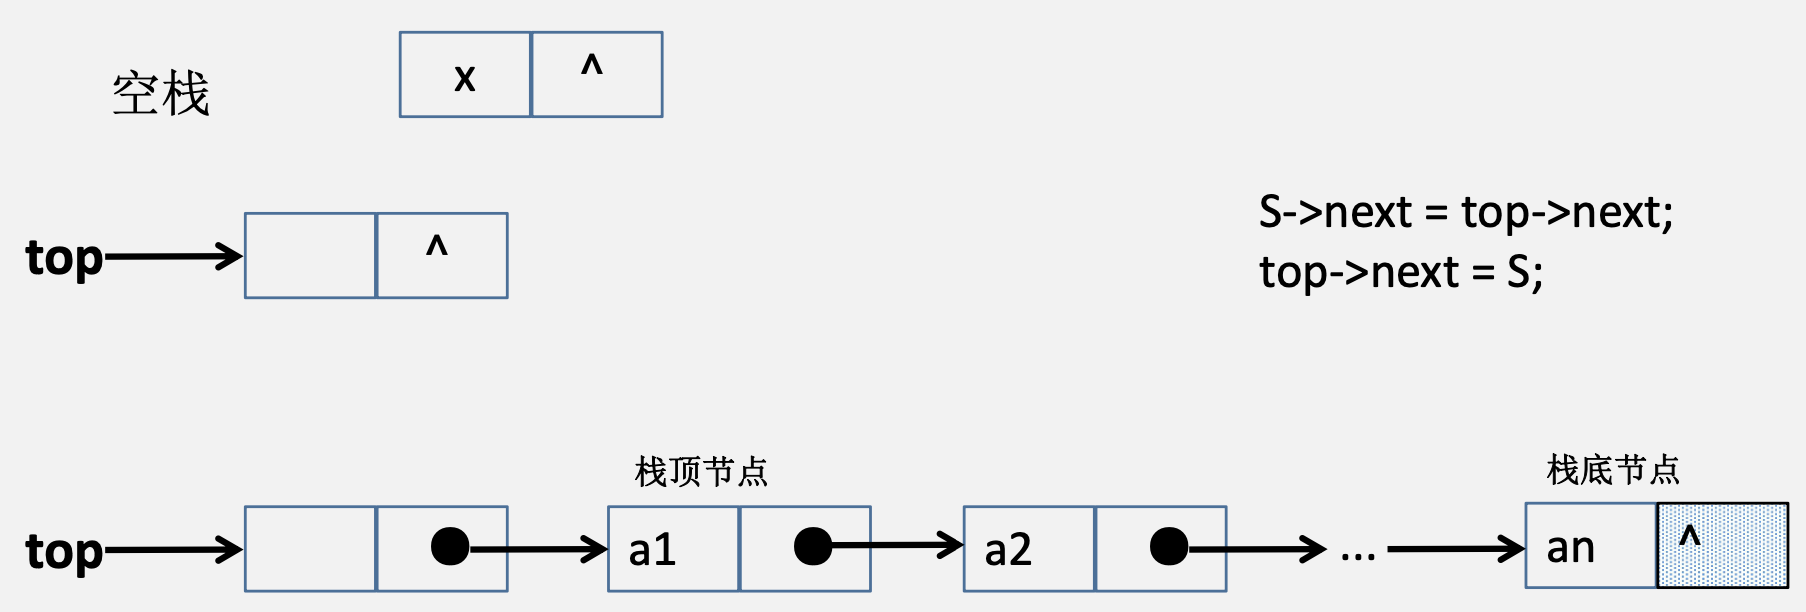 空栈
x ^
top ^
S->next = top->next;
top->next = S;
栈顶节点
栈底节点
top a1 a2 ... an ^